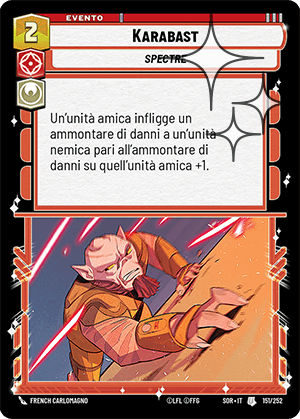 EVENTO
2
KARABAST
SPECTRE
Un'unità amica infligge un
ammontare di danni a un'unità
nemica pari all'ammontare di
danni su quell'unità amica +1.
FRENCH CARLOMAGNO
©LFL ©FFG
SOR • IT
151/252